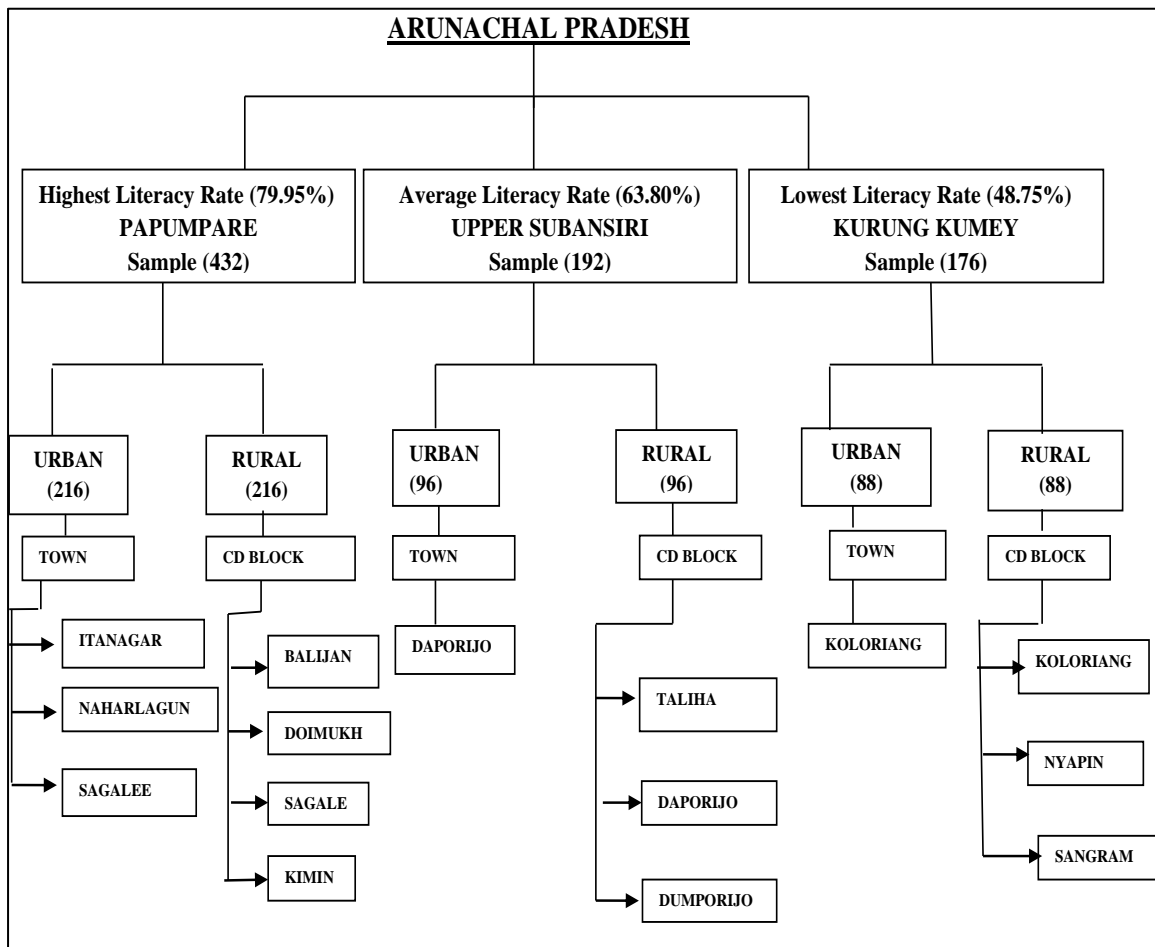 ARUNACHAL PRADESH
Highest Literacy Rate (79.95%)
PAPUMPARE
Sample (432)
Average Literacy Rate (63.80%)
UPPER SUBANSIRI
Sample (192)
Lowest Literacy Rate (48.75%)
KURUNG KUMEY
Sample (176)
URBAN
(216)
RURAL
(216)
URBAN
(96)
RURAL
(96)
URBAN
(88)
RURAL
(88)
TOWN
CD BLOCK
TOWN
CD BLOCK
TOWN
CD BLOCK
ITANAGAR
NAHARLAGUN
SAGALEE
BALIJAN
DOIMUKH
SAGALE
KIMIN
DAPORIJO
TALIHA
DAPORIJO
DUMPORIJO
KOLORIANG
KOLORIANG
NYAPIN
SANGRAM